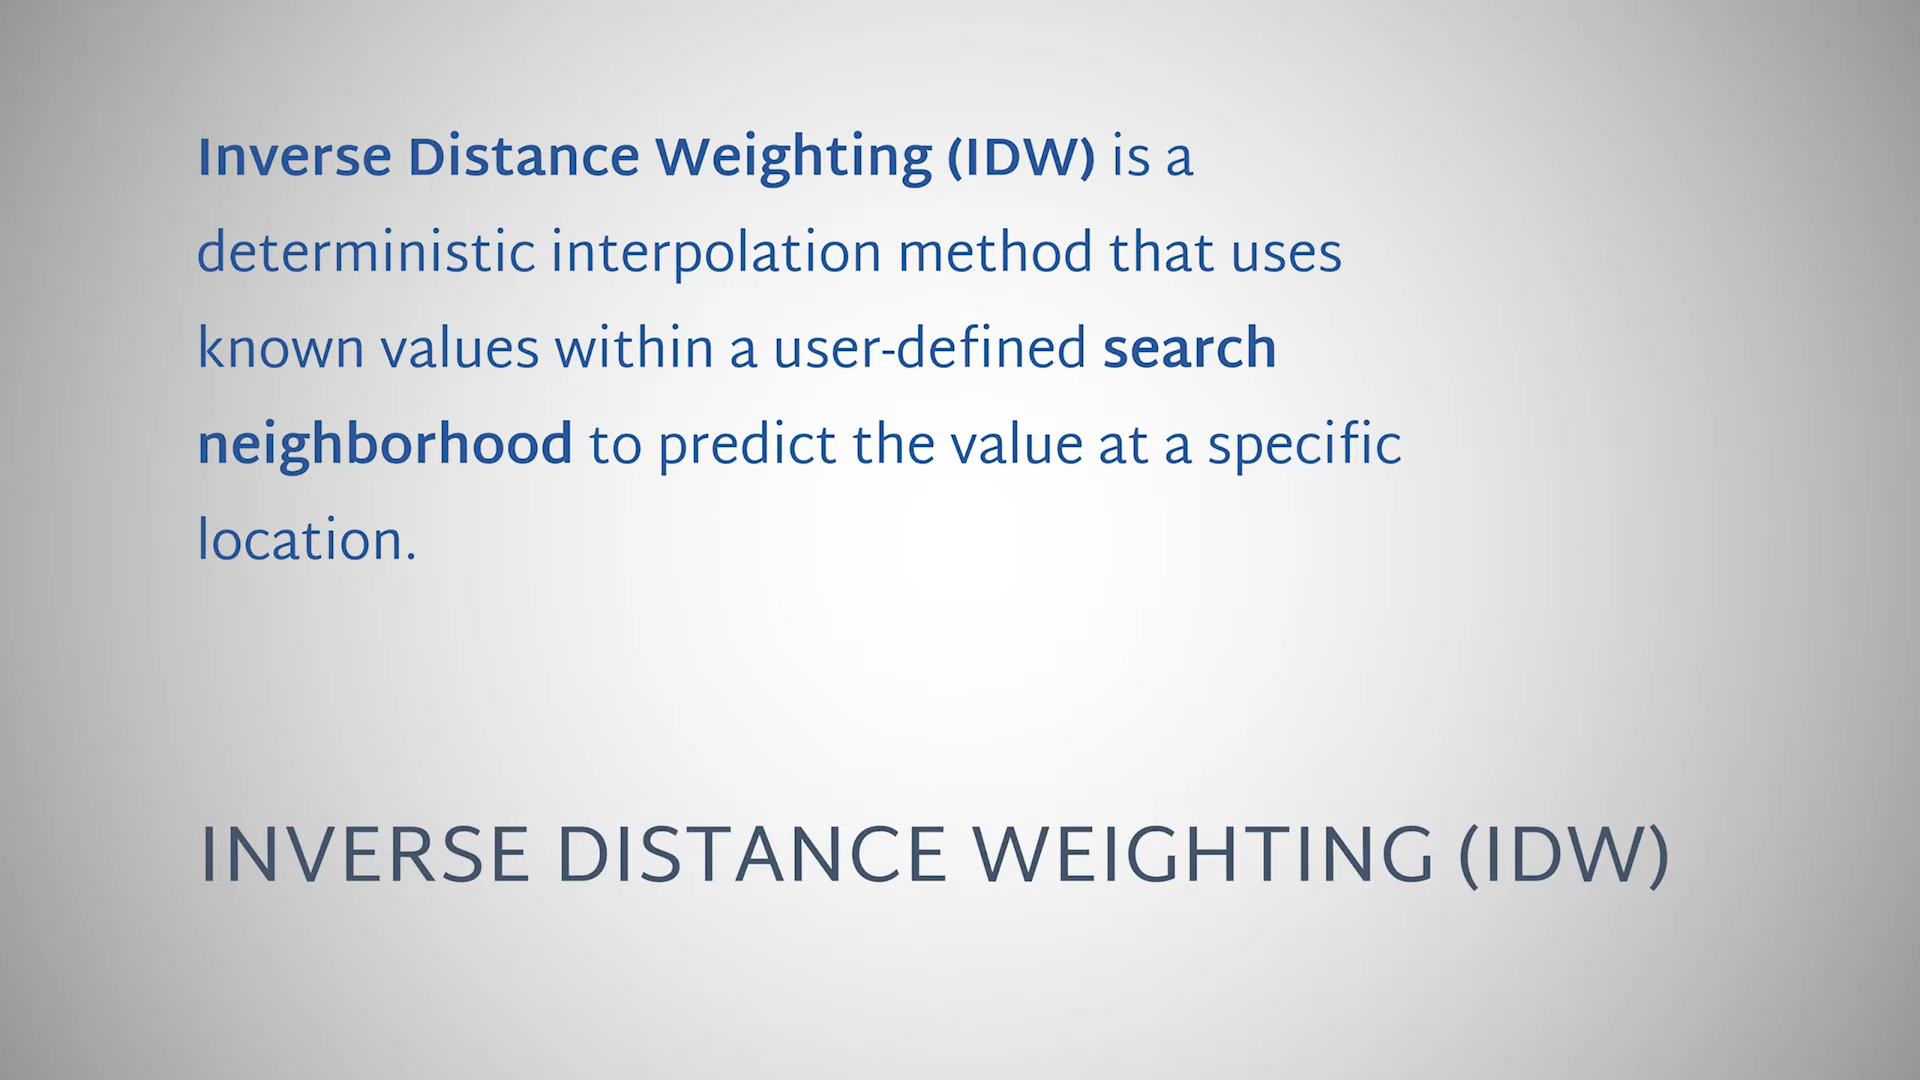 Inverse Distance Weighting (IDW) is a
deterministic interpolation method that uses
known values within a user-defined search
neighborhood to predict the value at a specific
location.
INVERSE DISTANCE WEIGHTING (IDW)